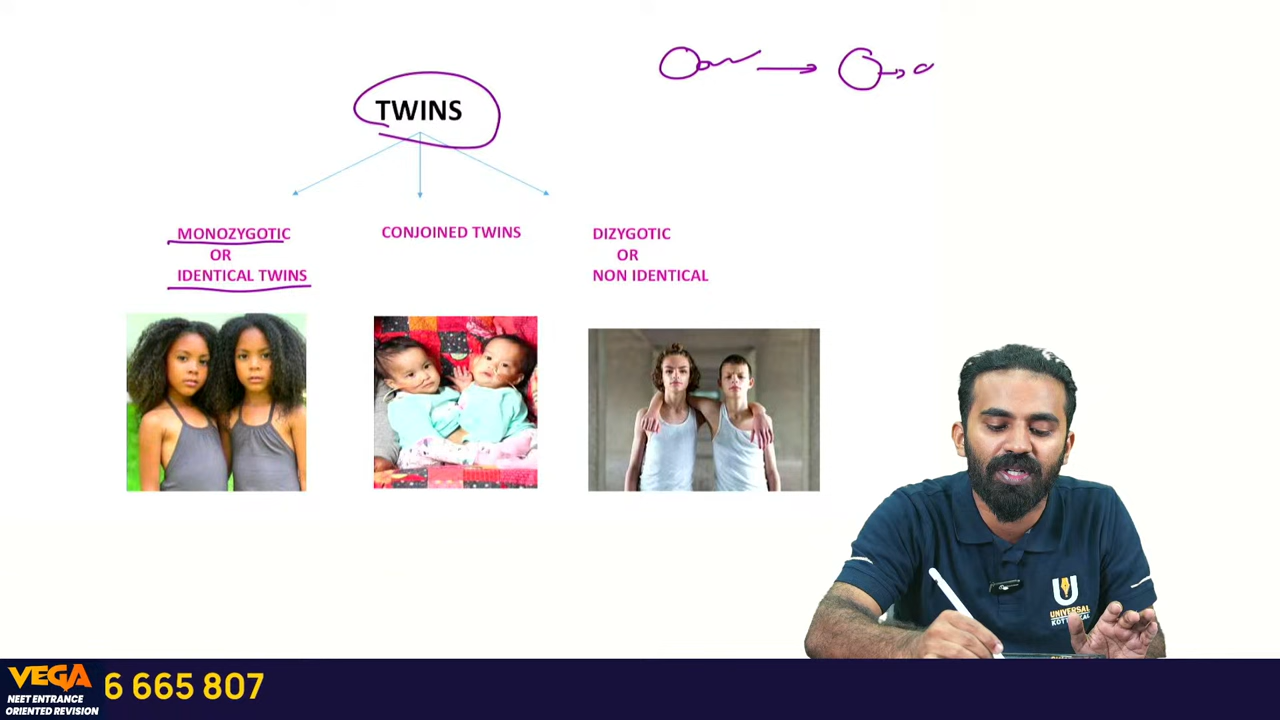 TWINS
MONOZYGOTIC
OR
IDENTICAL TWINS
CONJOINED TWINS
DIZYGOTIC
OR
NON IDENTICAL
U
UNIVERSAL
VEGA
NEET ENTRANCE
ORIENTED REVISION
6 665 807